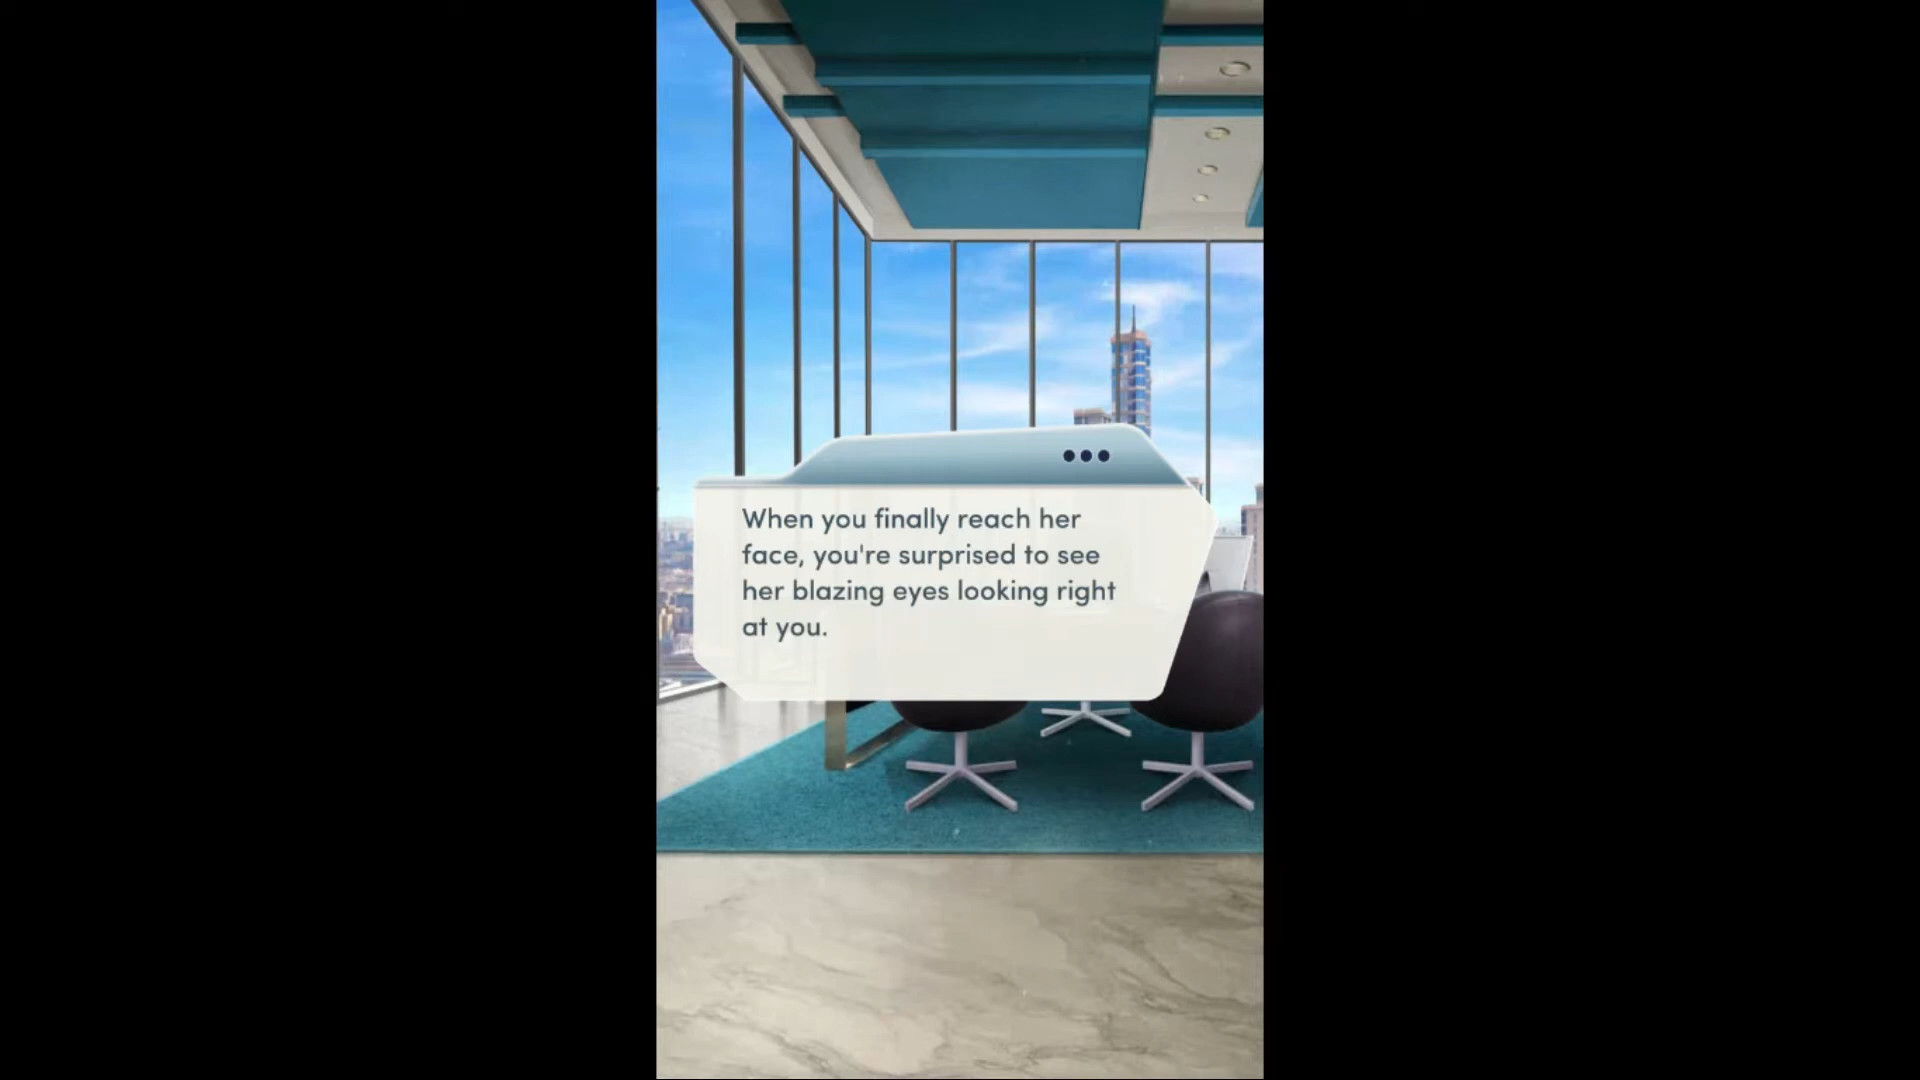 When you finally reach her
face, you're surprised to see
her blazing eyes looking right
at you.